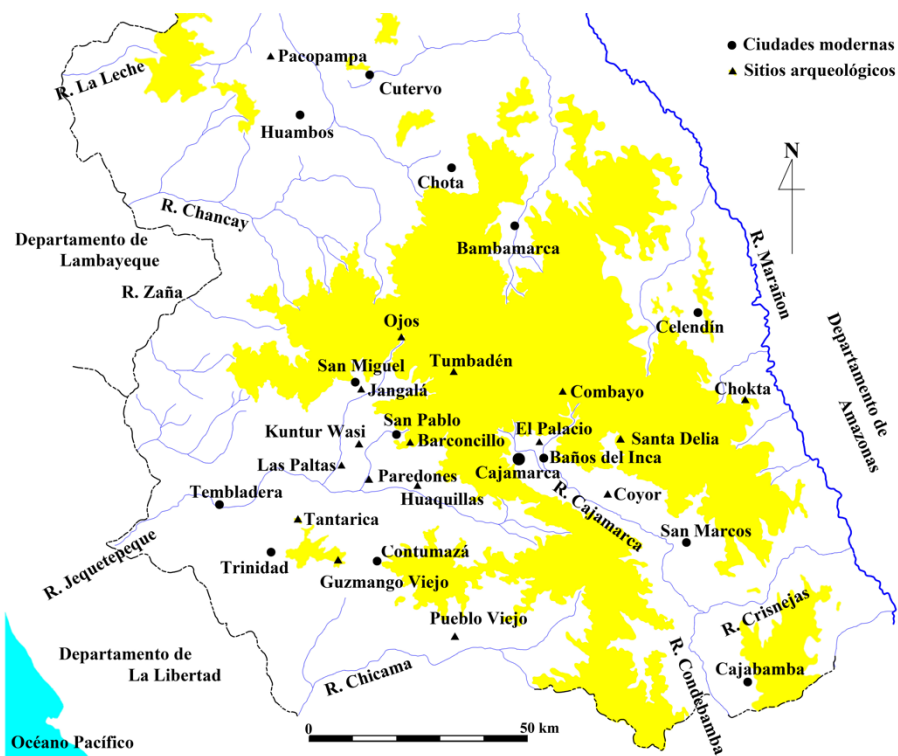 Ciudades modernas
Sitios arqueológicos
Pacopampa
R. La Leche
Cutervo
Huambos
N
Chota
R. Chancay
Bambamarca
Departamento de
Lambayeque
R. Marañon
R. Zaña
Celendín
Ojos
Departamento de
Amazonas
Tumbadén
San Miguel
Jangalá
Combayo
Chokta
San Pablo
El Palacio
Kuntur Wasi
Barconcillo
Santa Delia
Las Paltas
Baños del Inca
Cajamarca
Paredones
Tembladera
Huaquillas
Coyor
R. Cajamarca
Tantarica
San Marcos
R. Jequetepeque
Trinidad
Contumazá
Guzmango Viejo
R. Crisnejas
Pueblo Viejo
Departamento de
La Libertad
R. Chicama
R. Condebamba
Cajabamba
0
50 km
Océano Pacífico